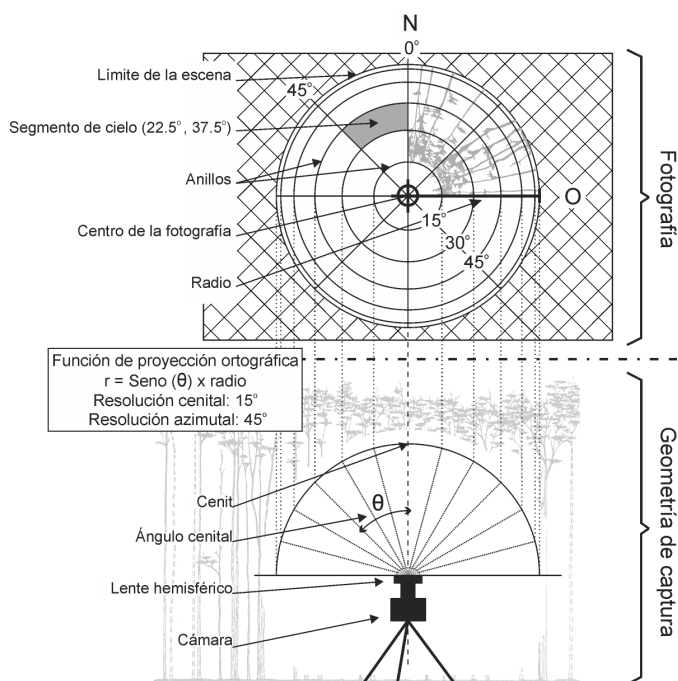 N
0°
Límite de la escena
45°
Segmento de cielo (22.5°, 37.5°)
Anillos
O
15°
Centro de la fotografía
30°
45°
Radio
Fotografía
Función de proyección ortográfica
r = Seno (θ) x radio
Resolución cenital: 15°
Resolución azimutal: 45°
Cenit
θ
Ángulo cenital
Lente hemisférico
Cámara
Geometría de captura